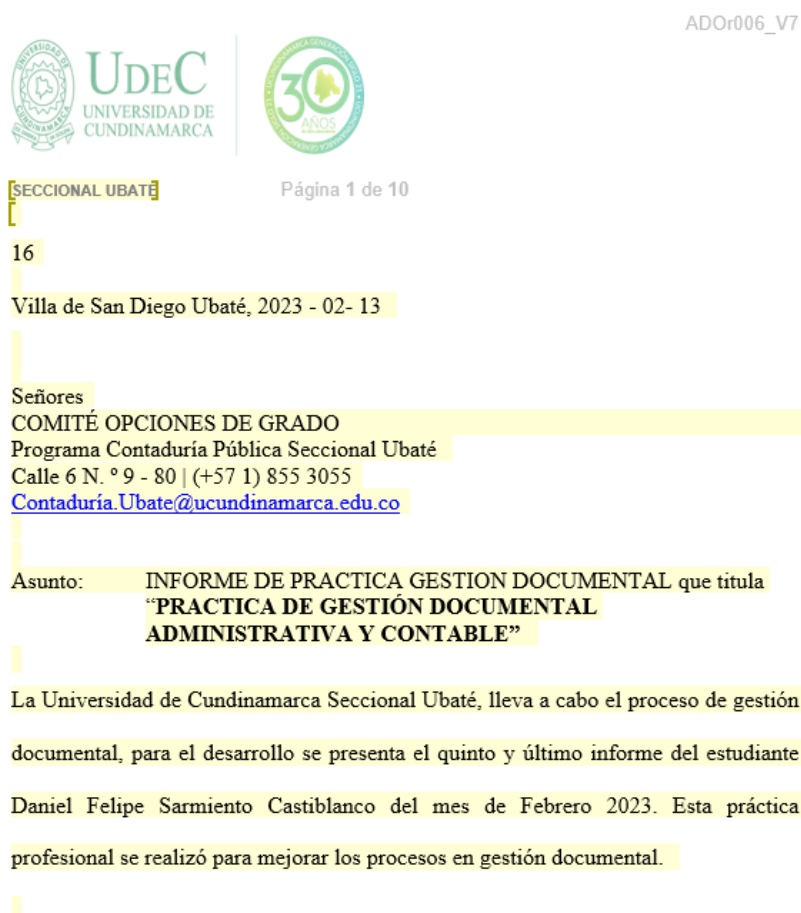 ADOr006_V7
UDEC
UNIVERSIDAD DE
CUNDINAMARCA
30
AÑOS
SECCIONAL UBATÉ
Página 1 de 10
16
Villa de San Diego Ubaté, 2023 - 02- 13
Señores
COMITÉ OPCIONES DE GRADO
Programa Contaduría Pública Seccional Ubaté
Calle 6 N. º 9 - 80 | (+57 1) 855 3055
Contaduría.Ubate@ucundinamarca.edu.co
Asunto: INFORME DE PRACTICA GESTION DOCUMENTAL que titula
“PRACTICA DE GESTIÓN DOCUMENTAL
ADMINISTRATIVA Y CONTABLE”
La Universidad de Cundinamarca Seccional Ubaté, lleva a cabo el proceso de gestión
documental, para el desarrollo se presenta el quinto y último informe del estudiante
Daniel Felipe Sarmiento Castiblanco del mes de Febrero 2023. Esta práctica
profesional se realizó para mejorar los procesos en gestión documental.